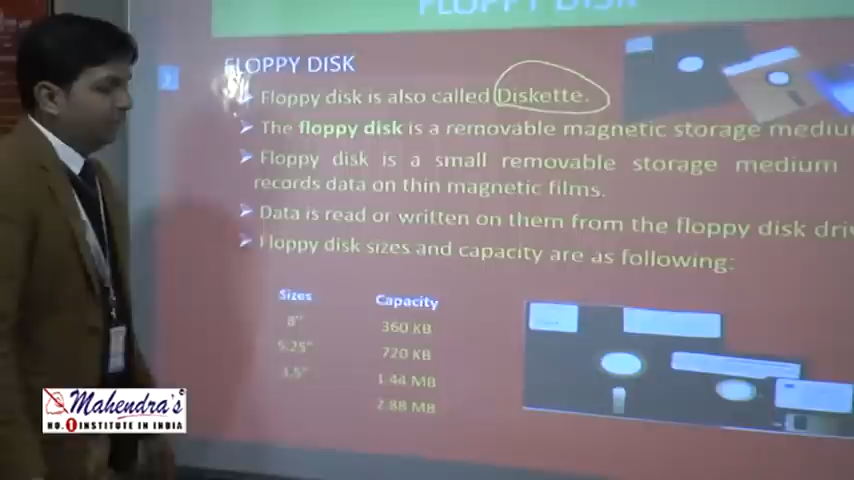 FLOPPY DISK
FLOPPY DISK
Floppy disk is also called Diskette.
The floppy disk is a removable magnetic storage medium
Floppy disk is a small removable storage medium
records data on thin magnetic films.
Data is read or written on them from the floppy disk
Floppy disk sizes and capacity are as following:
Sizes Capacity
8" 360 KB
5.25" 720 KB
3.5" 1.44 MB
2.88 MB
Mahendra's
NO. 1 INSTITUTE IN INDIA